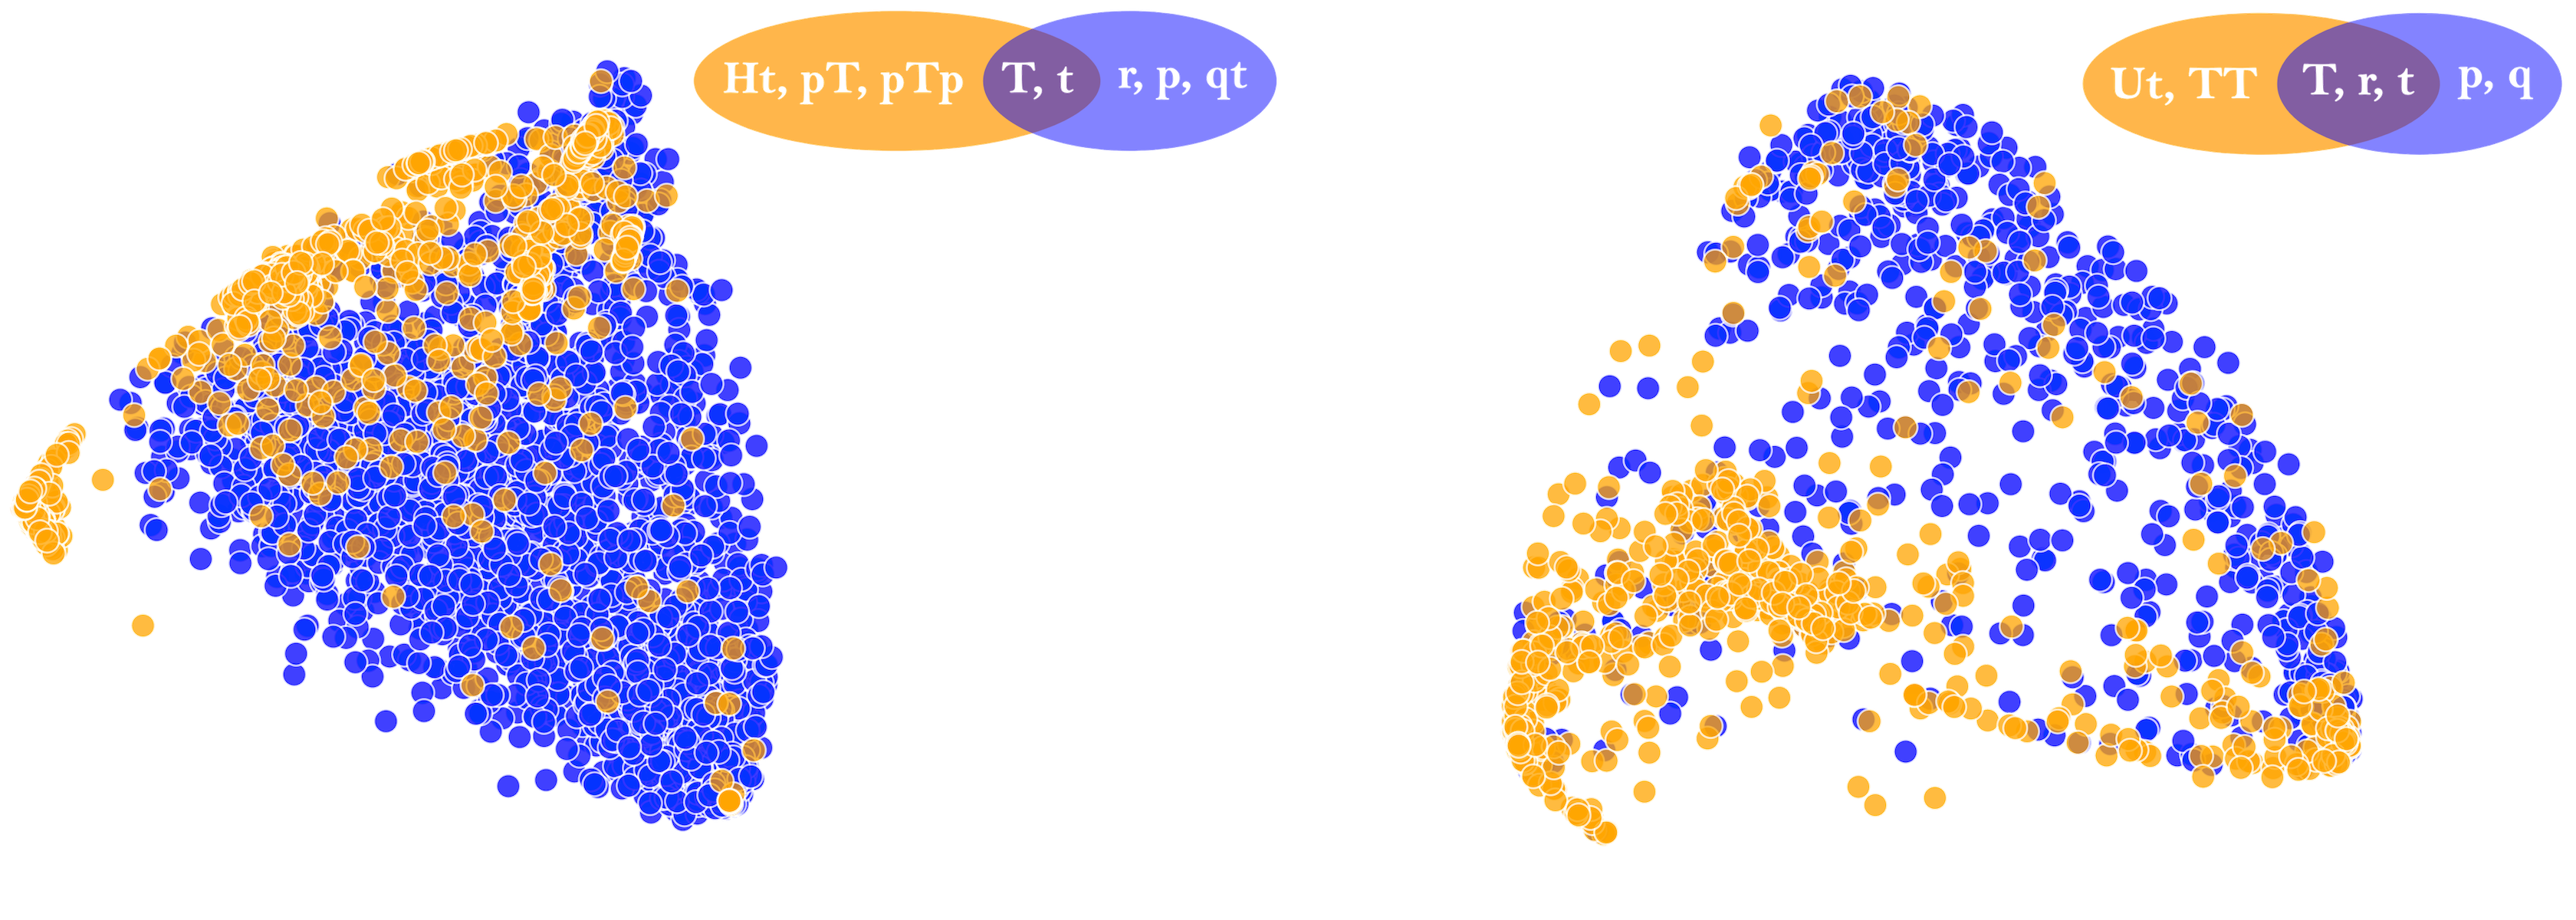 Ht, pT, pTp T, t r, p, qt
Ut, TT T, r, t p, q